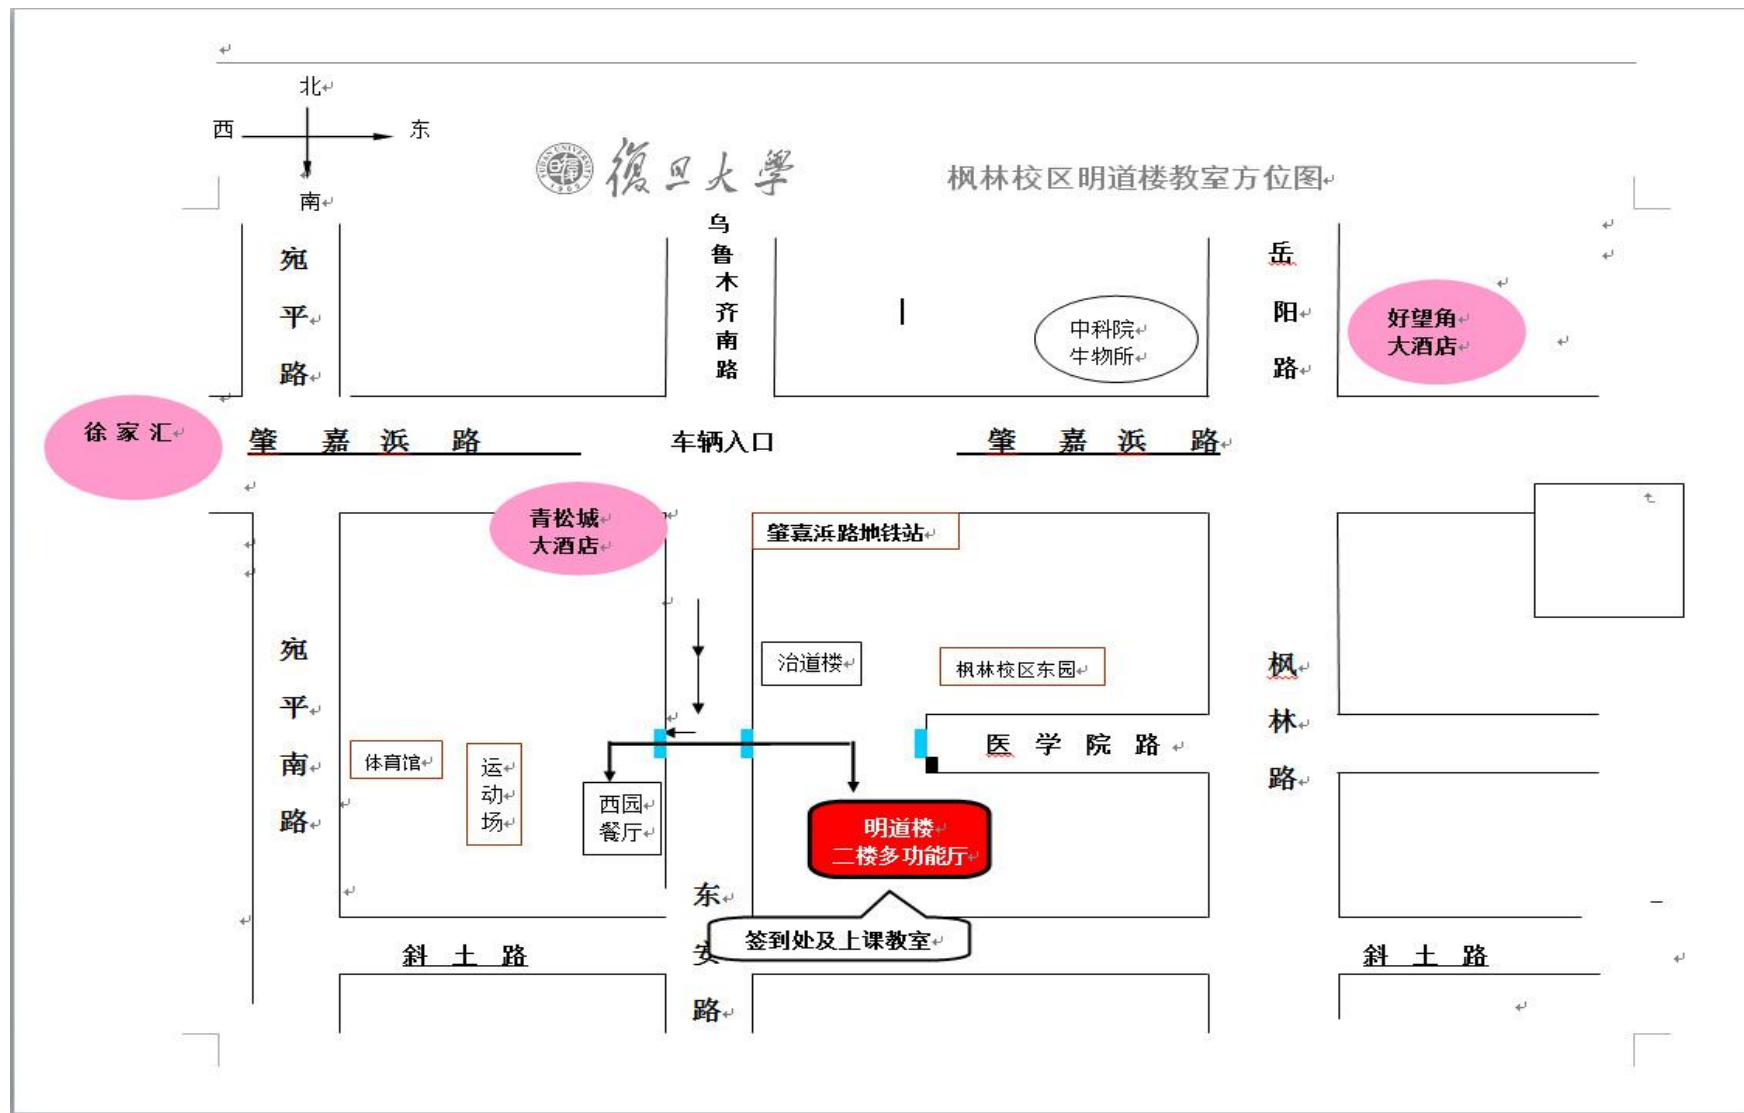 北
西 东
南
復旦大學
枫林校区明道楼教室方位图
宛平路
乌鲁木齐南路
岳阳路
中科院
生物所
好望角
大酒店
徐家汇
肇嘉浜路
车辆入口
肇嘉浜路
青松城
大酒店
肇嘉浜路地铁站
宛平南路
治道楼
枫林校区东园
枫林路
医学院路
体育馆
运动场
西园
餐厅
明道楼
二楼多功能厅
东安路
签到处及上课教室
斜土路
斜土路